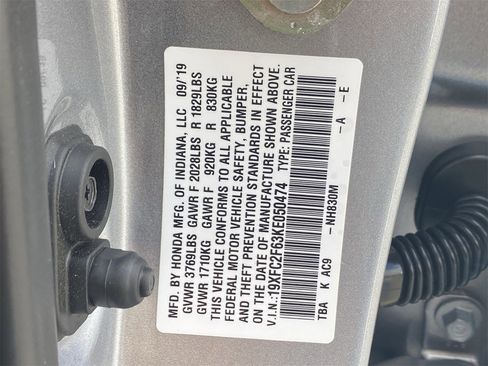 MFD. BY HONDA MFG. OF INDIANA, LLC 09/'19
GVWR 3769LBS GAWR F 2028LBS R 1829LBS
GVWR 1710KG GAWR F 920KG R 830KG
THIS VEHICLE CONFORMS TO ALL APPLICABLE
FEDERAL MOTOR VEHICLE SAFETY, BUMPER,
AND THEFT PREVENTION STANDARDS IN EFFECT
ON THE DATE OF MANUFACTURE SHOWN ABOVE.
V.I.N.:19XFC2F63KE050474 TYPE: PASSENGER CAR
-NH830M -A -E
TBA K AC9